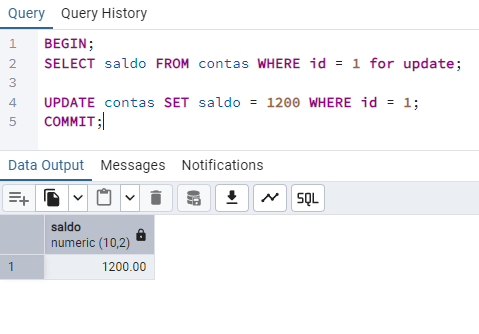 Query Query History
1 BEGIN;
2 SELECT saldo FROM contas WHERE id = 1 for update;
3
4 UPDATE contas SET saldo = 1200 WHERE id = 1;
5 COMMIT;
Data Output Messages Notifications
SQL
saldo
numeric (10,2)
1 1200.00